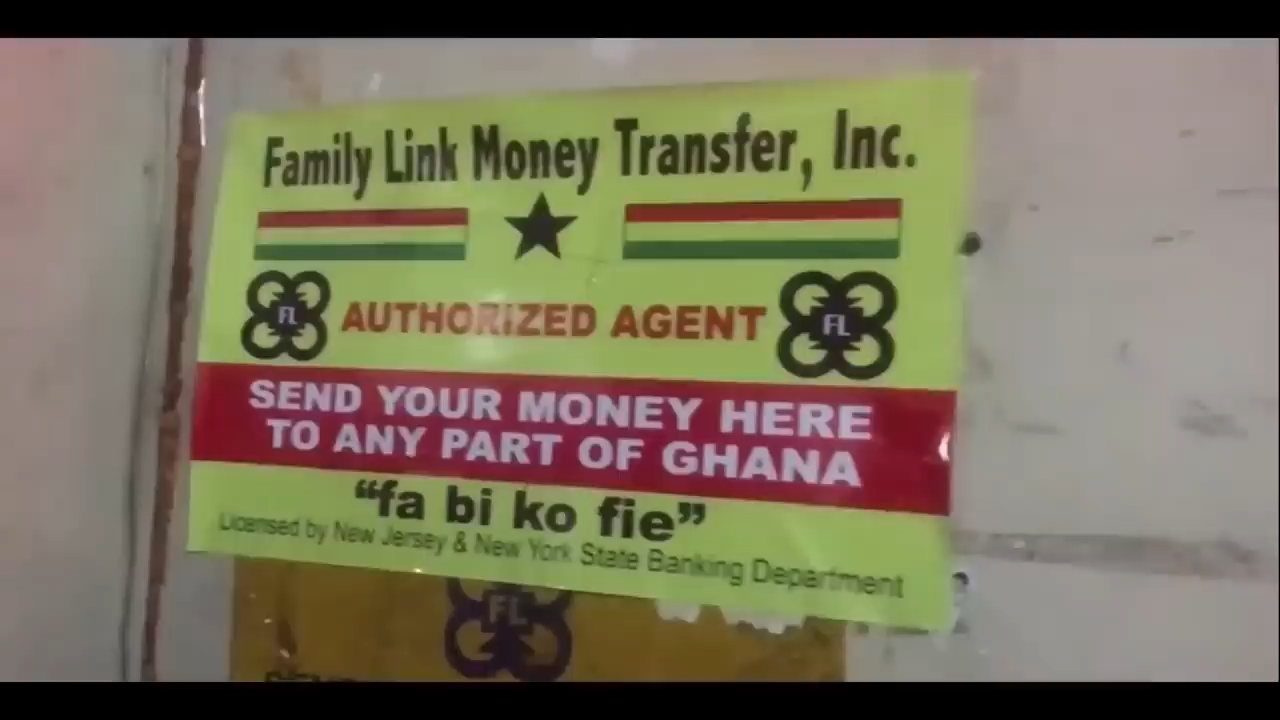 Family Link Money Transfer, Inc.
FL AUTHORIZED AGENT FL
SEND YOUR MONEY HERE
TO ANY PART OF GHANA
“fa bi ko fie”
Licensed by New Jersey & New York State Banking Department
FL